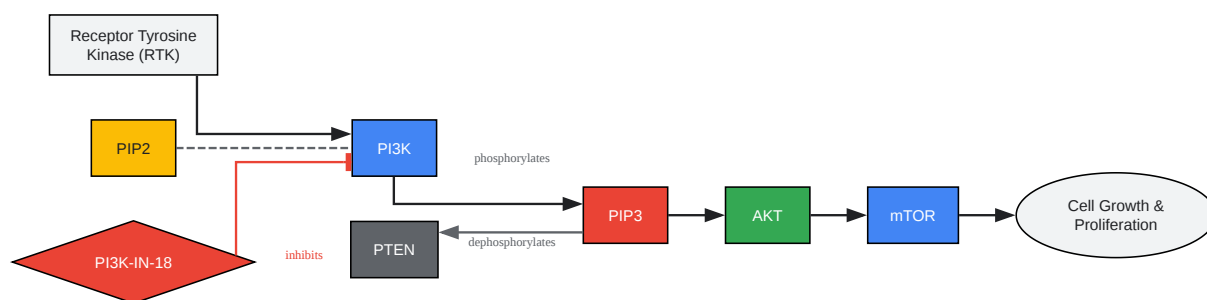 Receptor Tyrosine
Kinase (RTK)
PIP2
PI3K
phosphorylates
PIP3
AKT
mTOR
Cell Growth &
Proliferation
PTEN
dephosphorylates
PI3K-IN-18
inhibits